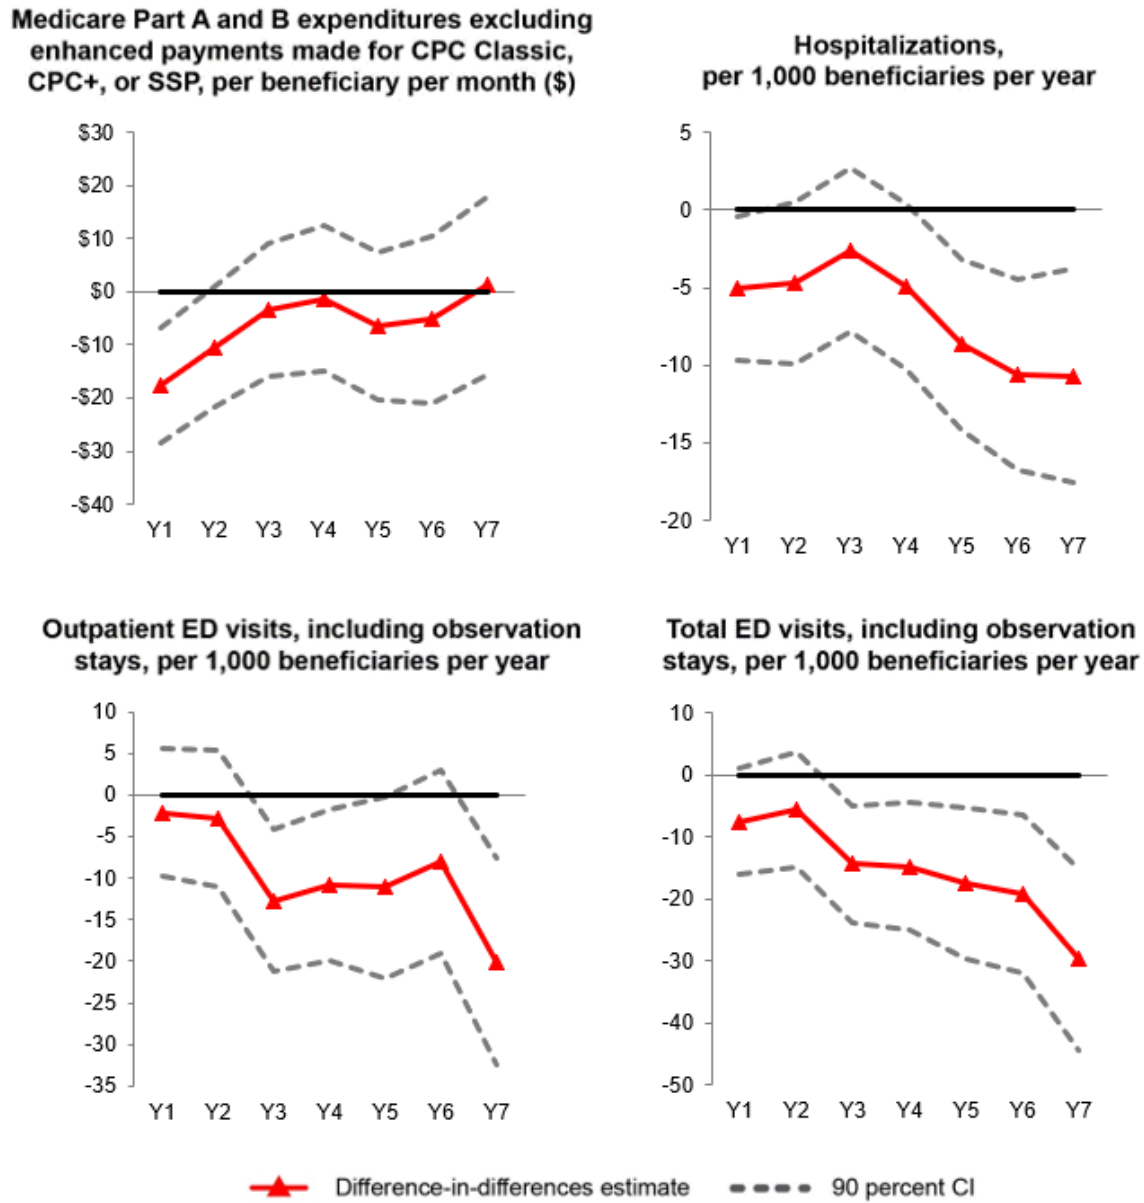 Medicare Part A and B expenditures excluding
enhanced payments made for CPC Classic,
CPC+, or SSP, per beneficiary per month ($)
$30
$20
$10
$0
-$10
-$20
-$30
-$40
Y1 Y2 Y3 Y4 Y5 Y6 Y7
Hospitalizations,
per 1,000 beneficiaries per year
5
0
-5
-10
-15
-20
Y1 Y2 Y3 Y4 Y5 Y6 Y7
Outpatient ED visits, including observation
stays, per 1,000 beneficiaries per year
10
5
0
-5
-10
-15
-20
-25
-30
-35
Y1 Y2 Y3 Y4 Y5 Y6 Y7
Total ED visits, including observation
stays, per 1,000 beneficiaries per year
10
0
-10
-20
-30
-40
-50
Y1 Y2 Y3 Y4 Y5 Y6 Y7
Difference-in-differences estimate 90 percent CI